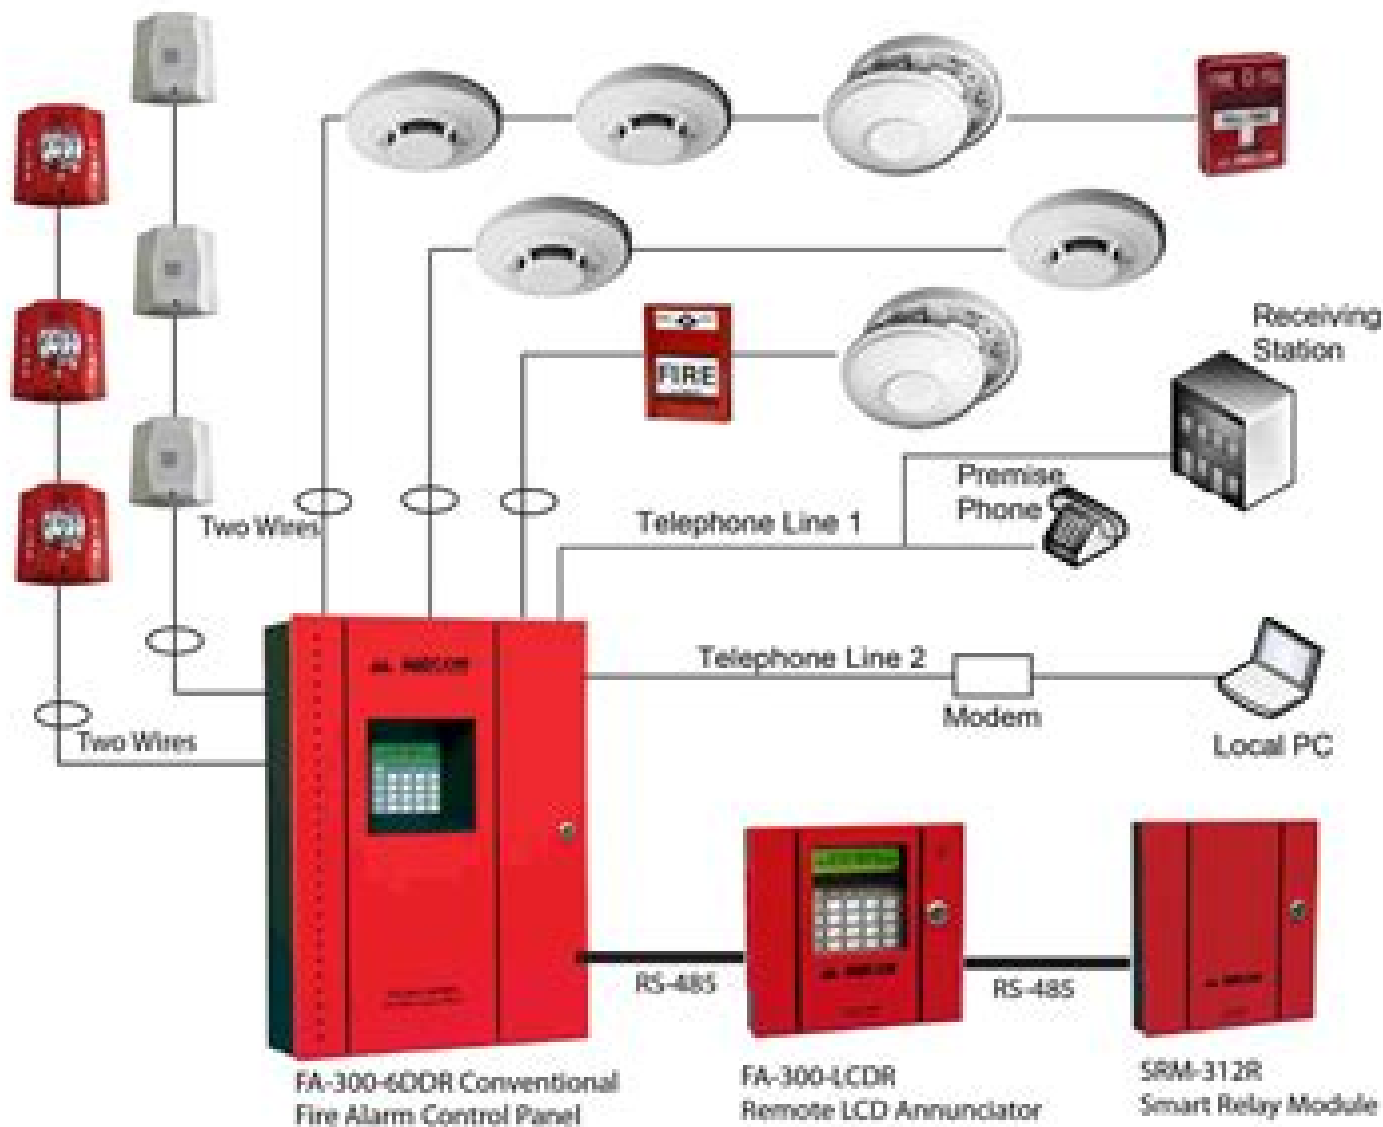 FIRE
Receiving
Station
Premise
Phone
Two Wires
Telephone Line 1
Telephone Line 2
Modem
Two Wires
Local PC
RS-485
RS-485
FA-300-6DDR Conventional
Fire Alarm Control Panel
FA-300-LCDR
Remote LCD Annunciator
SRM-312R
Smart Relay Module